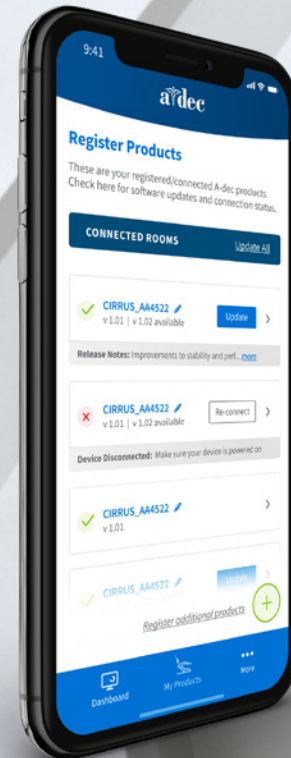 9:41
a dec
Register Products
These are your registered/connected A-dec products.
Check here for software updates and connection status.
CONNECTED ROOMS Update All
CIRRUS_AA4522
v 1.01 | v 1.02 available
Update
Release Notes: Improvements to stability and perf...more
CIRRUS_AA4522
v 1.01 | v 1.02 available
Re-connect
Device Disconnected: Make sure your device is powered on
CIRRUS_AA4522
v 1.01
CIRRUS_AA4522
Update
Register additional products
Dashboard
My Products
More